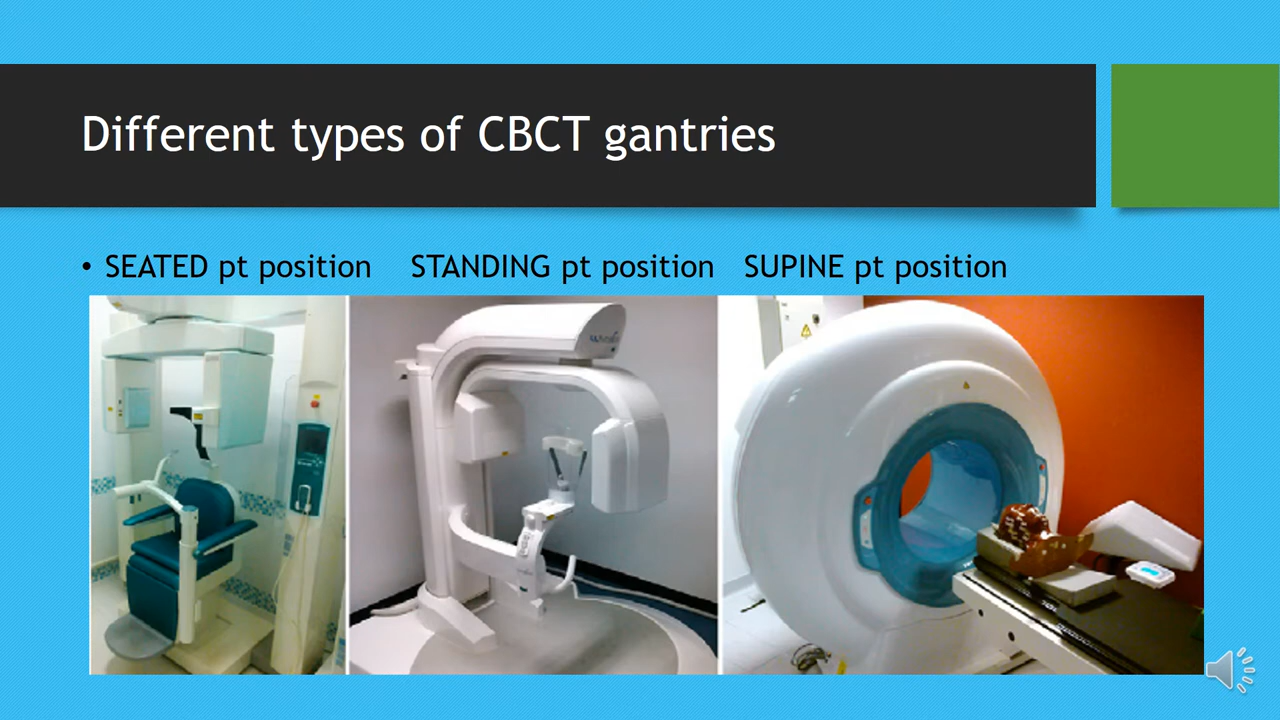 Different types of CBCT gantries
• SEATED pt position STANDING pt position SUPINE pt position